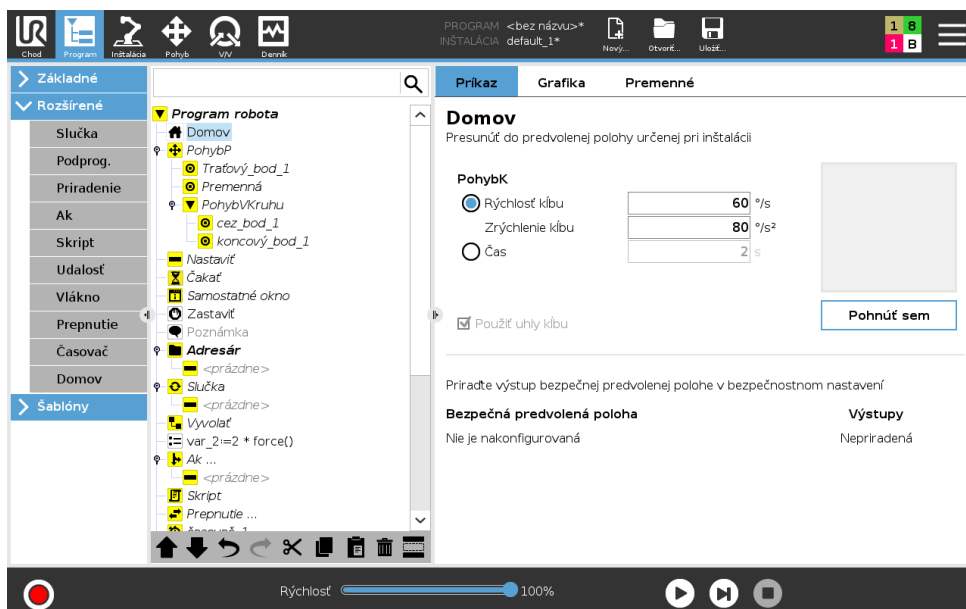 PROGRAM <bez názvu>*
INŠTALÁCIA default_1*
Chod
Program
Inštalácia
Pohyb
V/V
Dennik
Nový...
Otvoriť...
Uložiť...
1 8
1 B
Základné
Rozšírené
Slučka
Podprog.
Priradenie
Ak
Skript
Udalosť
Vlákno
Prepnutie
Časovač
Domov
Šablóny
Program robota
Domov
PohybP
Traťový_bod_1
Premenná
PohybVKruhu
cez_bod_1
koncový_bod_1
Nastaviť
Čakať
Samostatné okno
Zastaviť
Poznámka
Adresár
<prázdne>
Slučka
<prázdne>
Vyvolať
var_2:=2 * force()
Ak ...
<prázdne>
Skript
Prepnutie ...
Príkaz Grafika Premenné
Domov
Presunúť do predvolenej polohy určenej pri inštalácii
PohybK
Rýchlosť kĺbu 60 °/s
Zrýchlenie kĺbu 80 °/s²
Čas 2 s
Použiť uhly kĺbu
Pohnúť sem
Priraďte výstup bezpečnej predvolenej polohe v bezpečnostnom nastavení
Bezpečná predvolená poloha Výstupy
Nie je nakonfigurovaná Nepriradená
Rýchlosť 100%